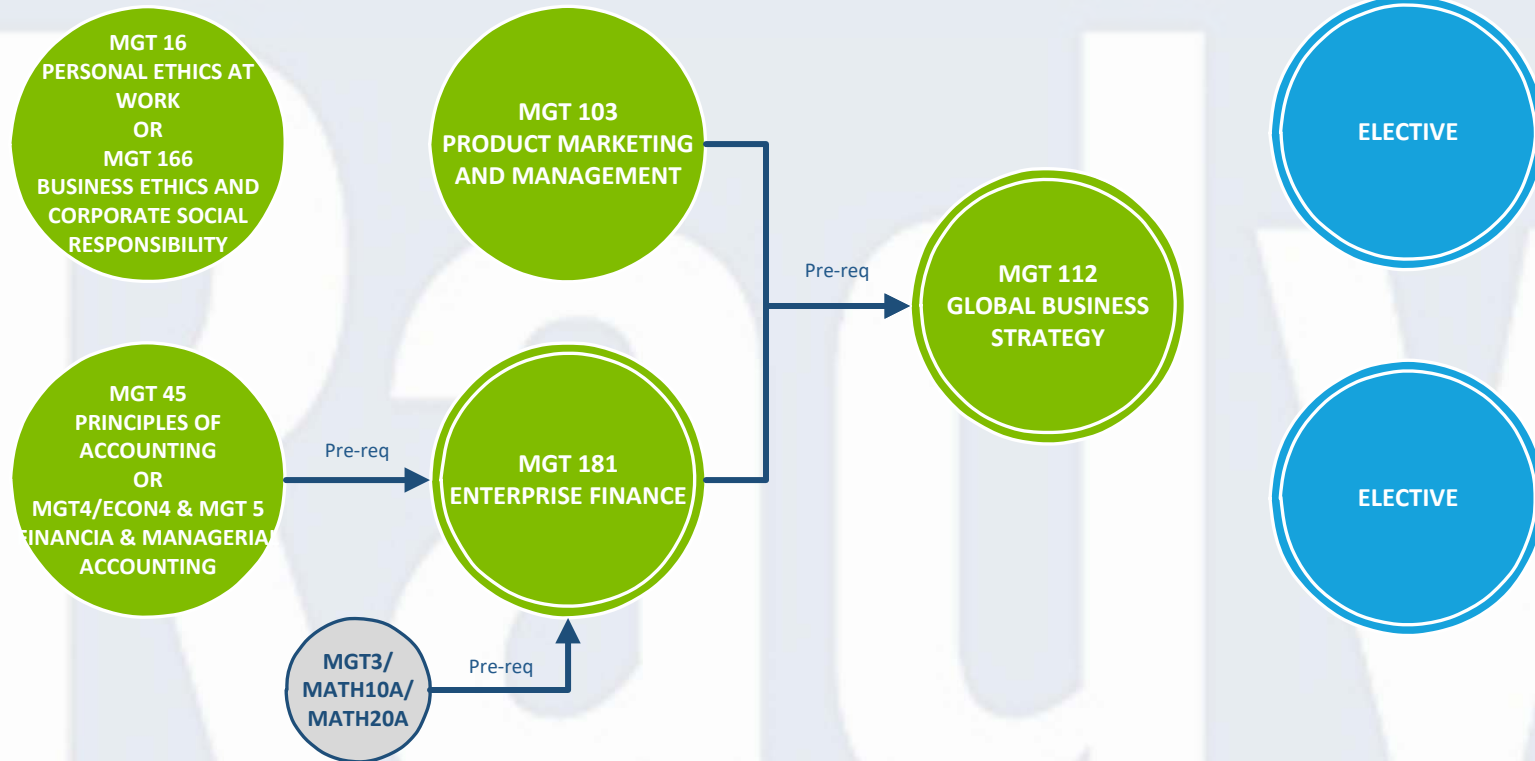 MGT 16
PERSONAL ETHICS AT
WORK
OR
MGT 166
BUSINESS ETHICS AND
CORPORATE SOCIAL
RESPONSIBILITY
MGT 103
PRODUCT MARKETING
AND MANAGEMENT
ELECTIVE
Pre-req
MGT 112
GLOBAL BUSINESS
STRATEGY
MGT 45
PRINCIPLES OF
ACCOUNTING
OR
MGT4/ECON4 & MGT 5
FINANCIA & MANAGERIAL
ACCOUNTING
Pre-req
MGT 181
ENTERPRISE FINANCE
ELECTIVE
MGT3/
MATH10A/
MATH20A
Pre-req